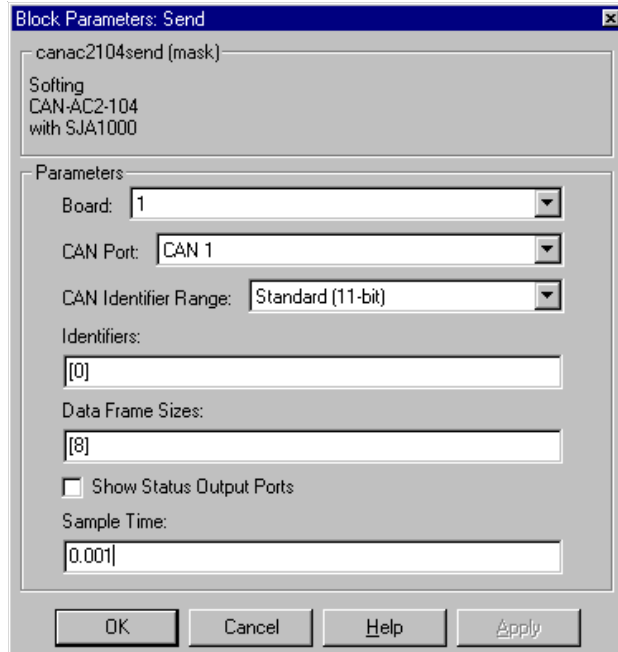 Block Parameters: Send
canac2104send (mask)
Softing
CAN-AC2-104
with SJA1000
Parameters
Board: 1
CAN Port: CAN 1
CAN Identifier Range: Standard (11-bit)
Identifiers:
[0]
Data Frame Sizes:
[8]
Show Status Output Ports
Sample Time:
0.001
OK Cancel Help Apply